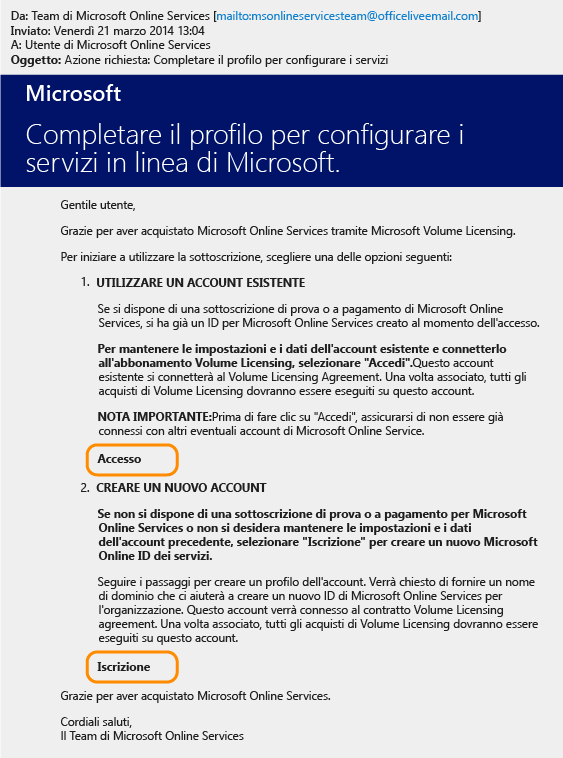 Da: Team di Microsoft Online Services [mailto:msonlineservicesteam@officeliveemail.com]
Inviato: Venerdì 21 marzo 2014 13:04
A: Utente di Microsoft Online Services
Oggetto: Azione richiesta: Completare il profilo per configurare i servizi
Microsoft
Completare il profilo per configurare i
servizi in linea di Microsoft.
Gentile utente,
Grazie per aver acquistato Microsoft Online Services tramite Microsoft Volume Licensing.
Per iniziare a utilizzare la sottoscrizione, scegliere una delle opzioni seguenti:
1. UTILIZZARE UN ACCOUNT ESISTENTE
Se si dispone di una sottoscrizione di prova o a pagamento di Microsoft Online
Services, si ha già un ID per Microsoft Online Services creato al momento dell'accesso.
Per mantenere le impostazioni e i dati dell'account esistente e connetterlo
all'abbonamento Volume Licensing, selezionare "Accedi".Questo account
esistente si connetterà al Volume Licensing Agreement. Una volta associato, tutti gli
acquisti di Volume Licensing dovranno essere eseguiti su questo account.
NOTA IMPORTANTE:Prima di fare clic su "Accedi", assicurarsi di non essere già
connessi con altri eventuali account di Microsoft Online Service.
Accesso
2. CREARE UN NUOVO ACCOUNT
Se non si dispone di una sottoscrizione di prova o a pagamento per Microsoft
Online Services o non si desidera mantenere le impostazioni e i dati
dell'account precedente, selezionare "Iscrizione" per creare un nuovo Microsoft
Online ID dei servizi.
Seguire i passaggi per creare un profilo dell'account. Verrà chiesto di fornire un nome
di dominio che ci aiuterà a creare un nuovo ID di Microsoft Online Services per
l'organizzazione. Questo account verrà connesso al contratto Volume Licensing
agreement. Una volta associato, tutti gli acquisti di Volume Licensing dovranno essere
eseguiti su questo account.
Iscrizione
Grazie per aver acquistato Microsoft Online Services.
Cordiali saluti,
Il Team di Microsoft Online Services